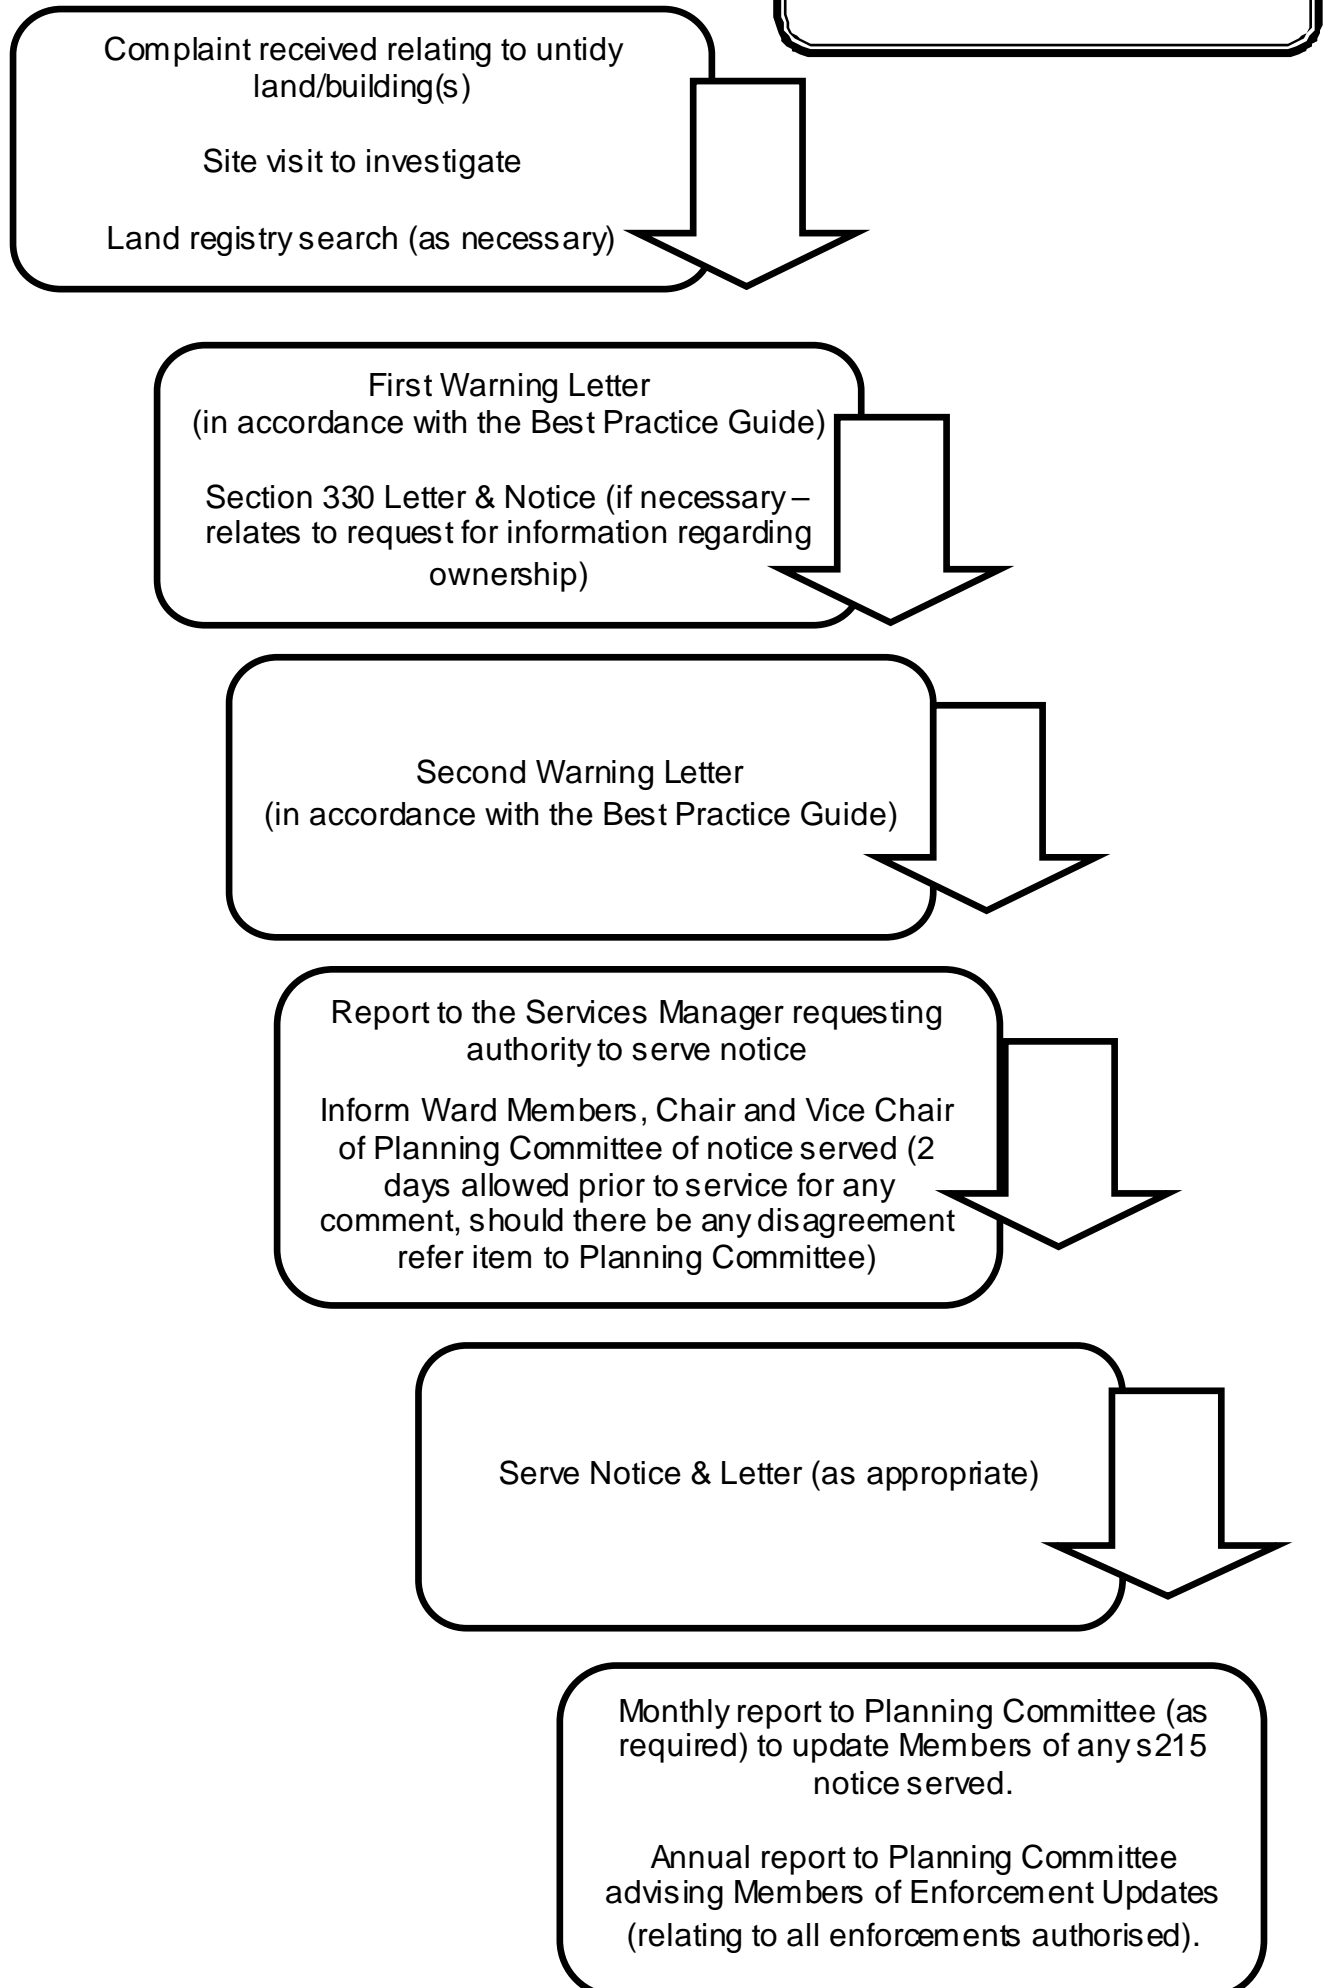 Complaint received relating to untidy
land/building(s)
Site visit to investigate
Land registry search (as necessary)
First Warning Letter
(in accordance with the Best Practice Guide)
Section 330 Letter & Notice (if necessary –
relates to request for information regarding
ownership)
Second Warning Letter
(in accordance with the Best Practice Guide)
Report to the Services Manager requesting
authority to serve notice
Inform Ward Members, Chair and Vice Chair
of Planning Committee of notice served (2
days allowed prior to service for any
comment, should there be any disagreement
refer item to Planning Committee)
Serve Notice & Letter (as appropriate)
Monthly report to Planning Committee (as
required) to update Members of any s215
notice served.
Annual report to Planning Committee
advising Members of Enforcement Updates
(relating to all enforcements authorised).